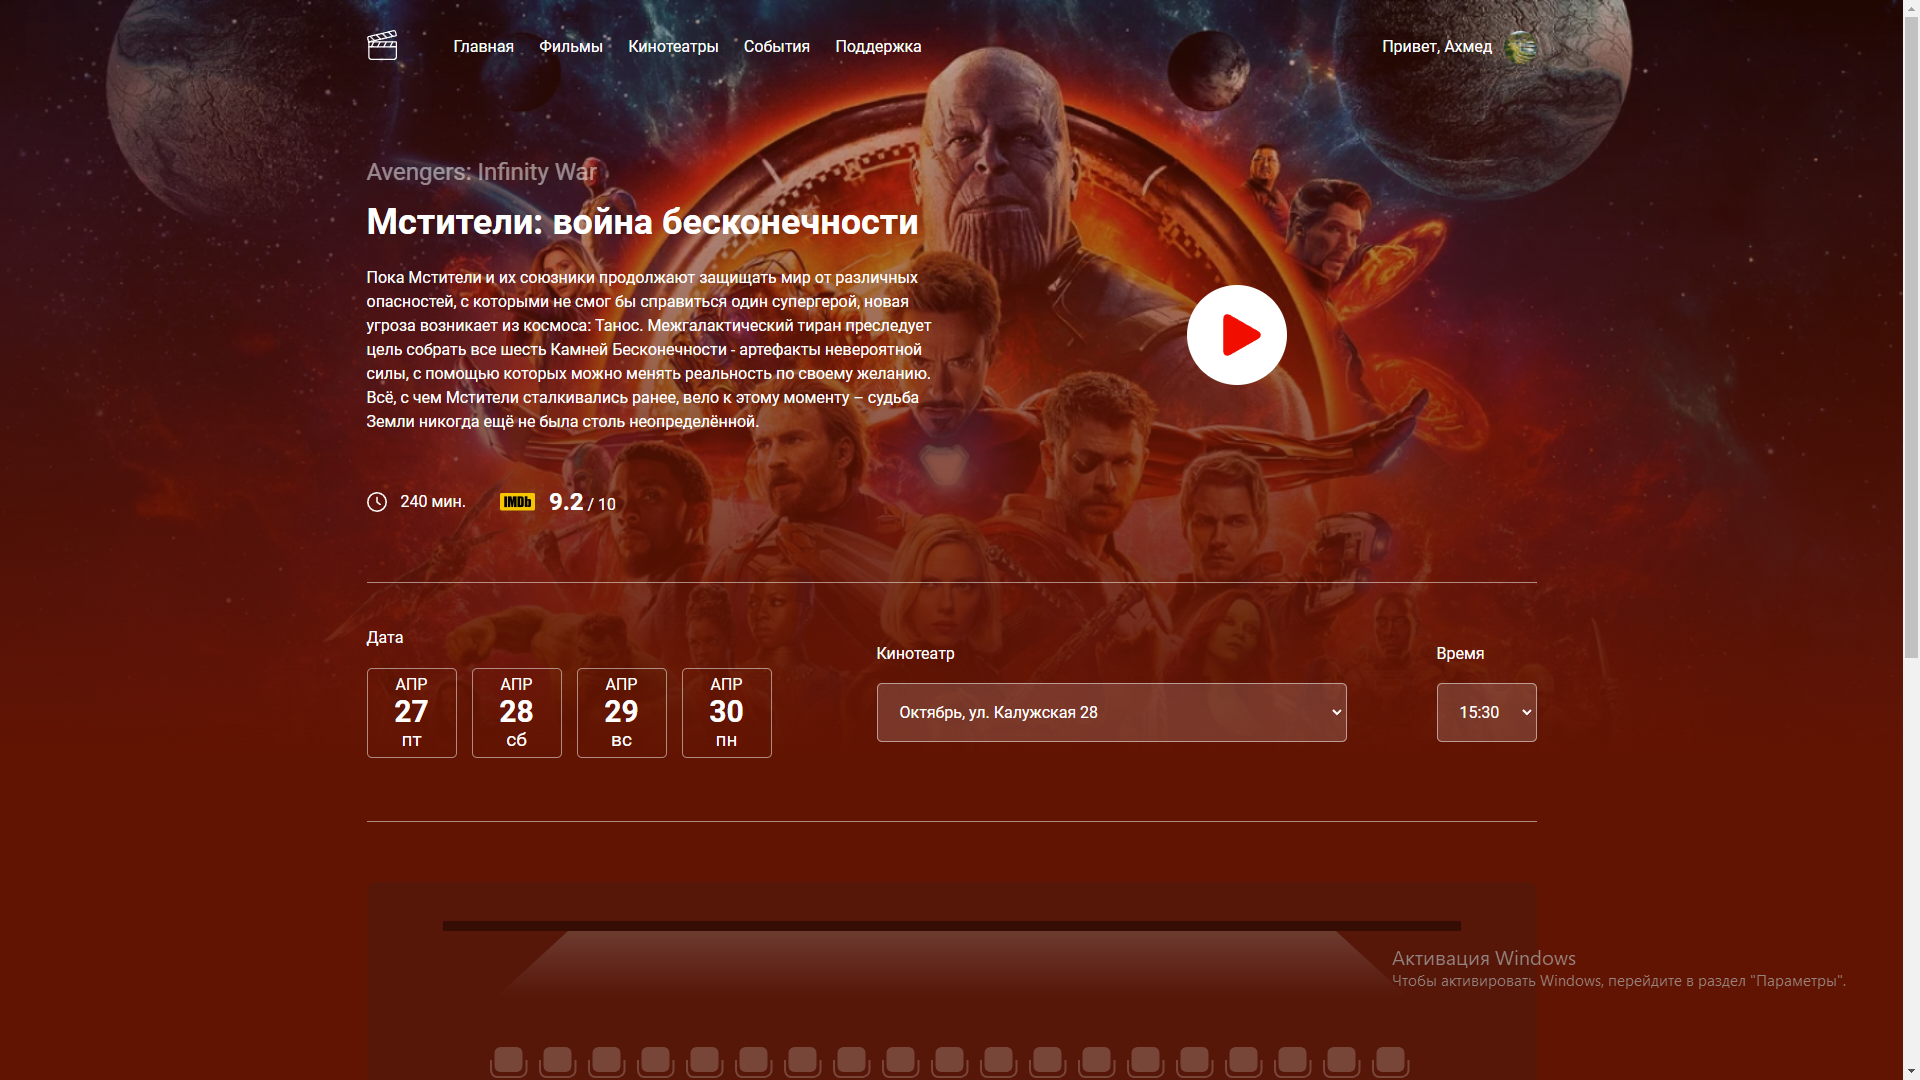 Главная Фильмы Кинотеатры События Поддержка Привет, Ахмед
Avengers: Infinity War
Мстители: война бесконечности
Пока Мстители и их союзники продолжают защищать мир от различных
опасностей, с которыми не смог бы справиться один супергерой, новая
угроза возникает из космоса: Танос. Межгалактический тиран преследует
цель собрать все шесть Камней Бесконечности - артефакты невероятной
силы, с помощью которых можно менять реальность по своему желанию.
Всё, с чем Мстители сталкивались ранее, вело к этому моменту – судьба
Земли никогда ещё не была столь неопределённой.
240 мин. IMDb 9.2 / 10
Дата
АПР
27
пт
АПР
28
сб
АПР
29
вс
АПР
30
пн
Кинотеатр
Октябрь, ул. Калужская 28
Время
15:30
Активация Windows
Чтобы активировать Windows, перейдите в раздел "Параметры".